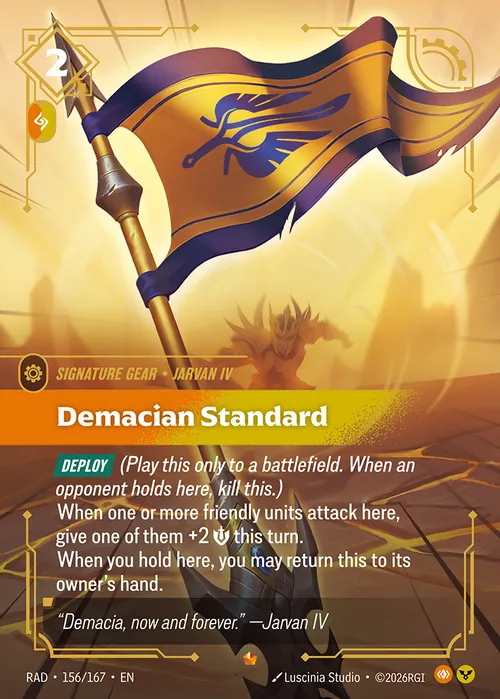 2
SIGNATURE GEAR • JARVAN IV
Demacian Standard
DEPLOY (Play this only to a battlefield. When an
opponent holds here, kill this.)
When one or more friendly units attack here,
give one of them +2 this turn.
When you hold here, you may return this to its
owner's hand.
"Demacia, now and forever." —Jarvan IV
RAD • 156/167 • EN
Luscinia Studio • ©2026RGI